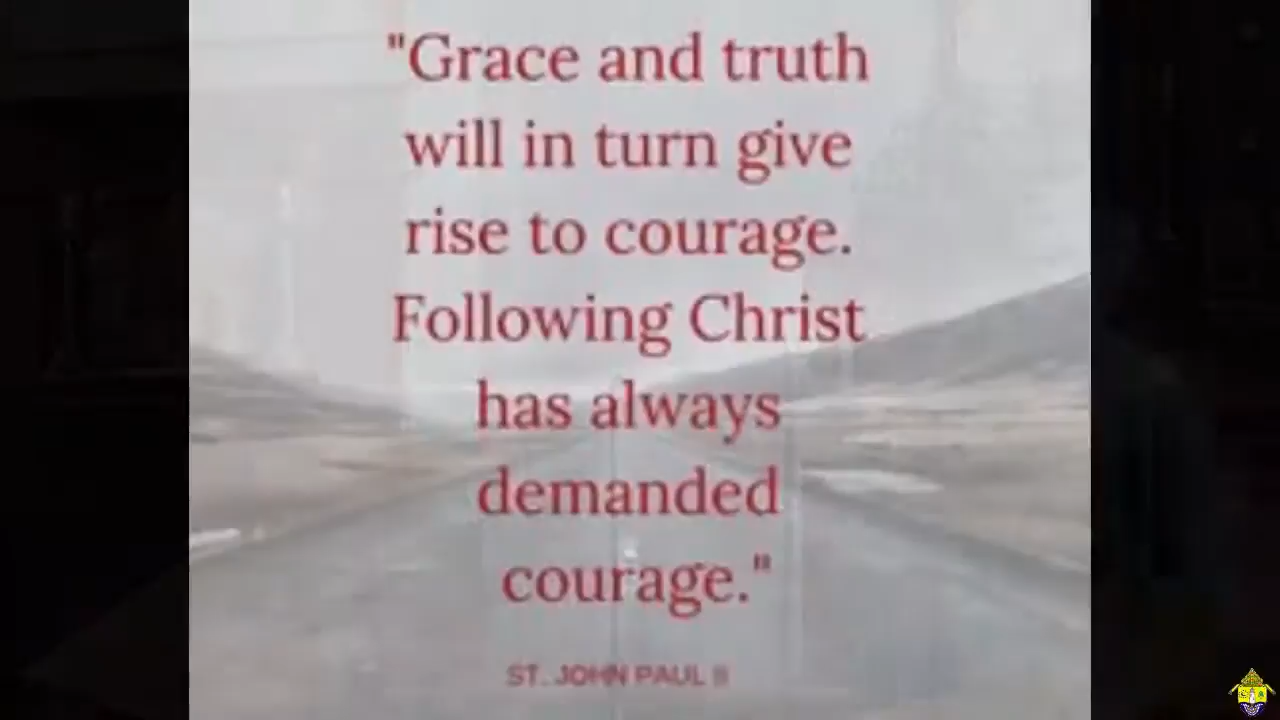 "Grace and truth
will in turn give
rise to courage.
Following Christ
has always
demanded
courage."
ST. JOHN PAUL II